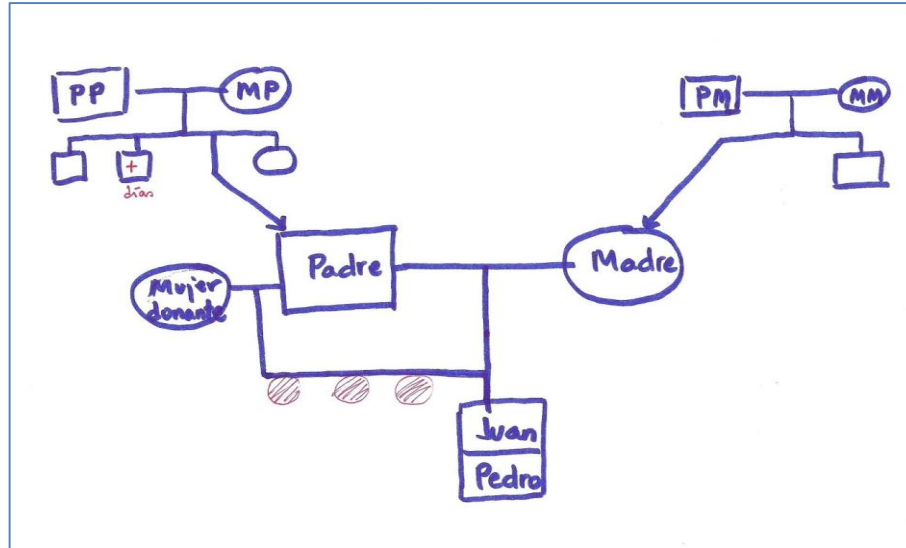 PP
MP
PM
MM
+
días
Padre
Madre
Mujer
donante
Juan
Pedro